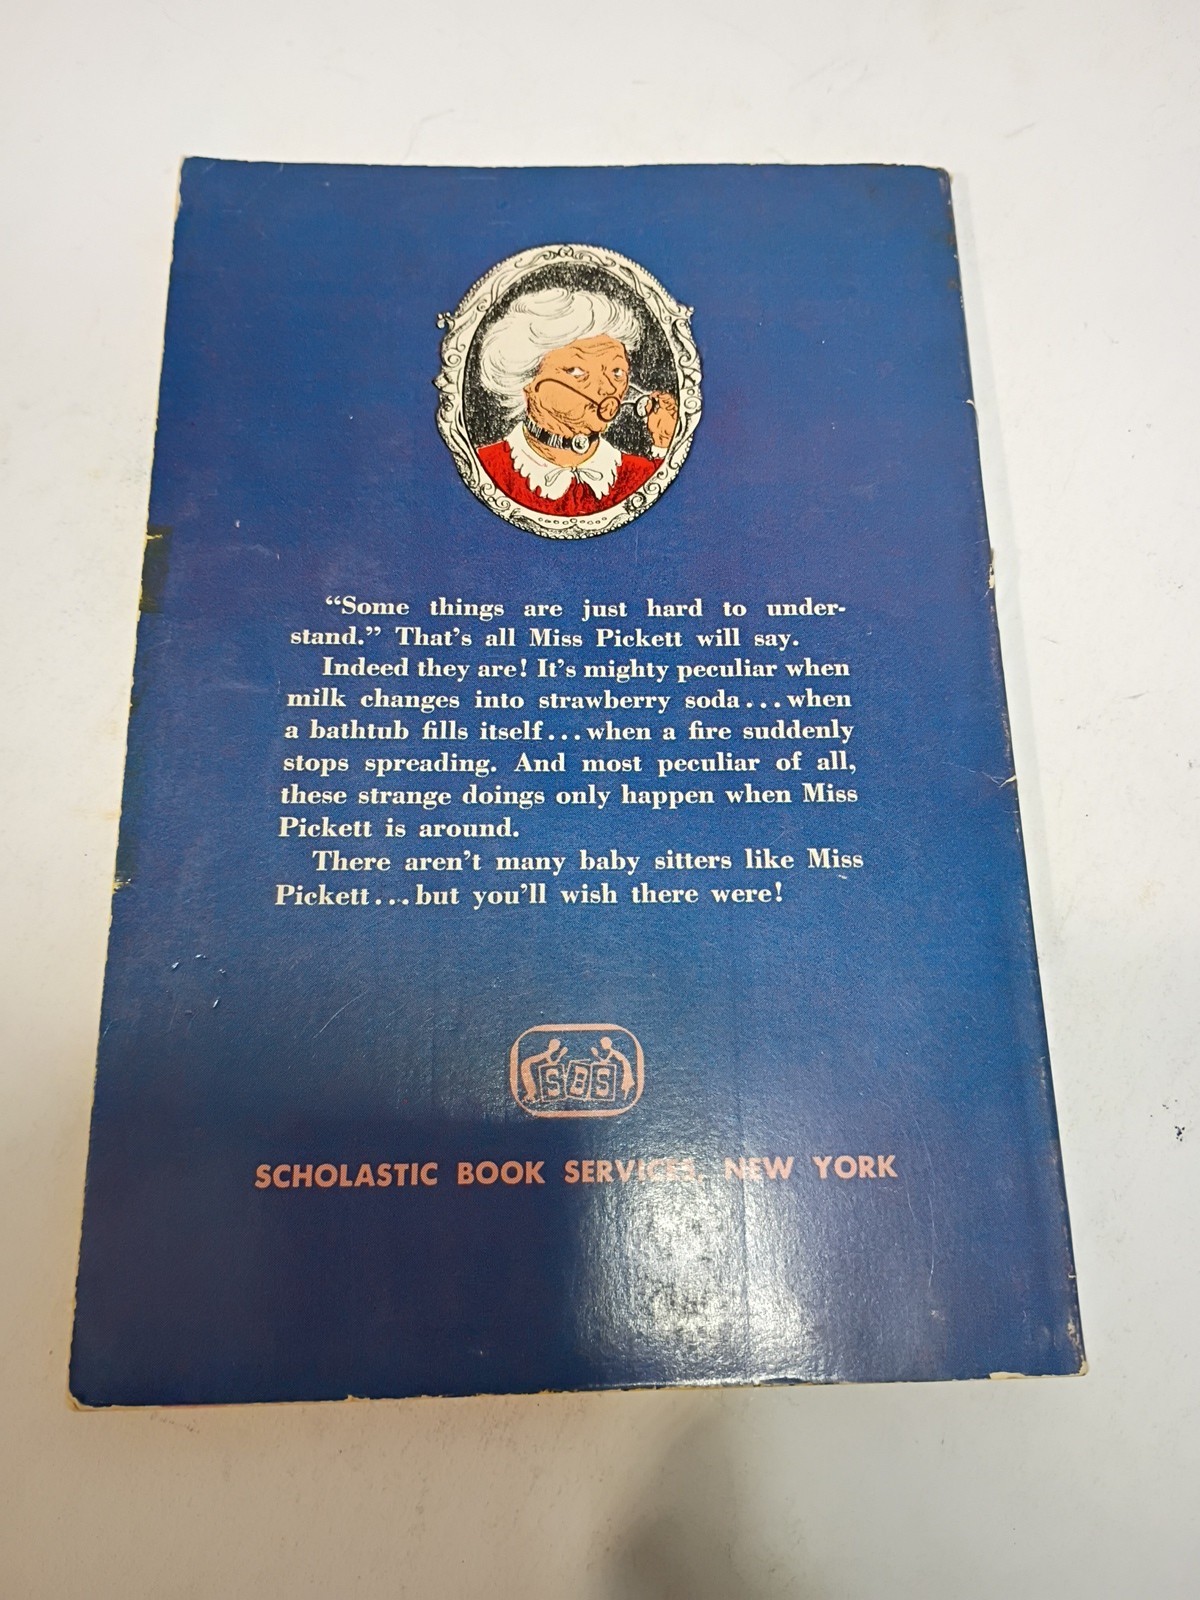 “Some things are just hard to under-
stand.” That’s all Miss Pickett will say.
Indeed they are! It’s mighty peculiar when
milk changes into strawberry soda...when
a bathtub fills itself...when a fire suddenly
stops spreading. And most peculiar of all,
these strange doings only happen when Miss
Pickett is around.
There aren’t many baby sitters like Miss
Pickett...but you’ll wish there were!
SBS
SCHOLASTIC BOOK SERVICES, NEW YORK